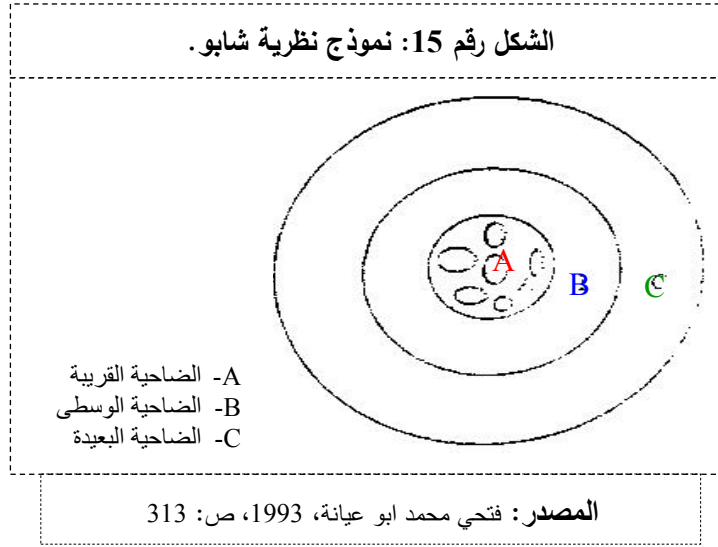 الشكل رقم 15: نموذج نظرية شابو.
A
B
C
A- الضاحية القريبة
B- الضاحية الوسطى
C- الضاحية البعيدة
المصدر: فتحي محمد ابو عيانة، 1993، ص: 313